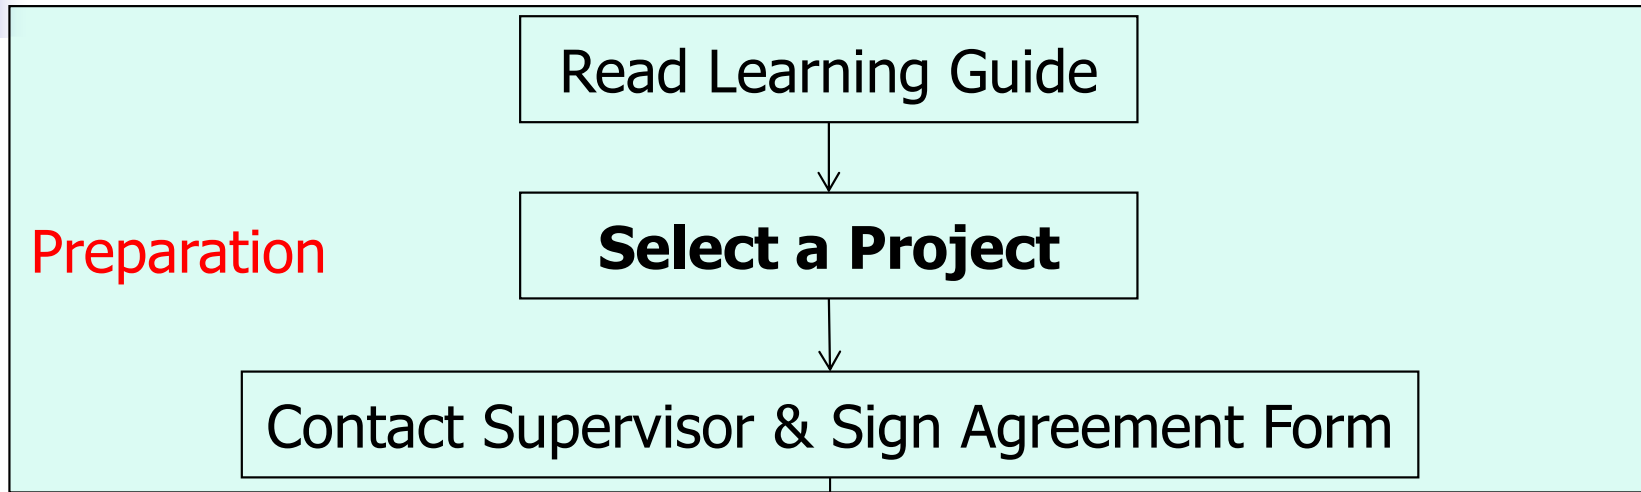 Read Learning Guide
Preparation
Select a Project
Contact Supervisor & Sign Agreement Form